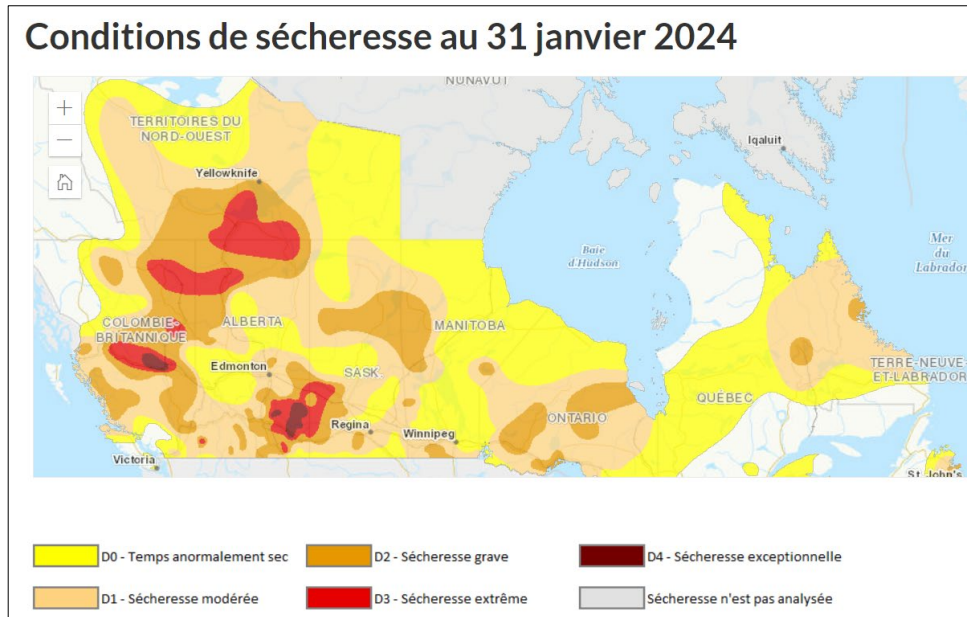 Conditions de sécheresse au 31 janvier 2024
NUNAVUT
+
−
TERRITOIRES DU
NORD-OUEST
Iqaluit
Yellowknife
Baie
d'Hudson
Mer
du
Labrador
COLOMBIE-
BRITANNIQUE
ALBERTA
MANITOBA
Edmonton
SASK.
TERRE-NEUVE-
ET-LABRADOR
QUÉBEC
ONTARIO
Regina
Winnipeg
Victoria
St. John's
D0 - Temps anormalement sec
D2 - Sécheresse grave
D4 - Sécheresse exceptionnelle
D1 - Sécheresse modérée
D3 - Sécheresse extrême
Sécheresse n'est pas analysée